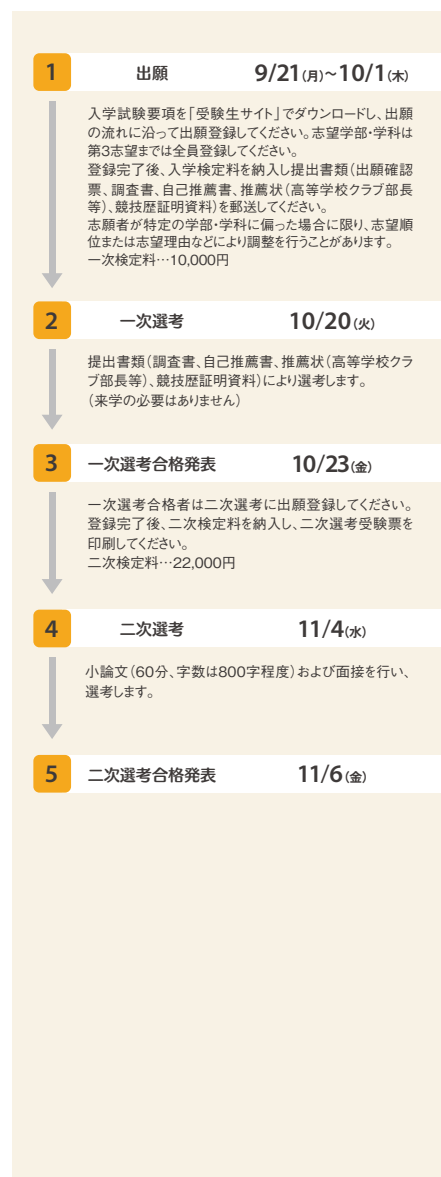 1 出願 9/21(月)~10/1(木)
入学試験要項を「受験生サイト」でダウンロードし、出願
の流れに沿って出願登録してください。志望学部・学科は
第3志望までは全員登録してください。
登録完了後、入学検定料を納入し提出書類(出願確認
票、調査書、自己推薦書、推薦状(高等学校クラブ部長
等)、競技歴証明資料)を郵送してください。
志願者が特定の学部・学科に偏った場合に限り、志望順
位または志望理由などにより調整を行うことがあります。
一次検定料…10,000円
2 一次選考 10/20(火)
提出書類(調査書、自己推薦書、推薦状(高等学校クラ
ブ部長等)、競技歴証明資料)により選考します。
(来学の必要はありません)
3 一次選考合格発表 10/23(金)
一次選考合格者は二次選考に出願登録してください。
登録完了後、二次検定料を納入し、二次選考受験票を
印刷してください。
二次検定料…22,000円
4 二次選考 11/4(水)
小論文(60分、字数は800字程度)および面接を行い、
選考します。
5 二次選考合格発表 11/6(金)